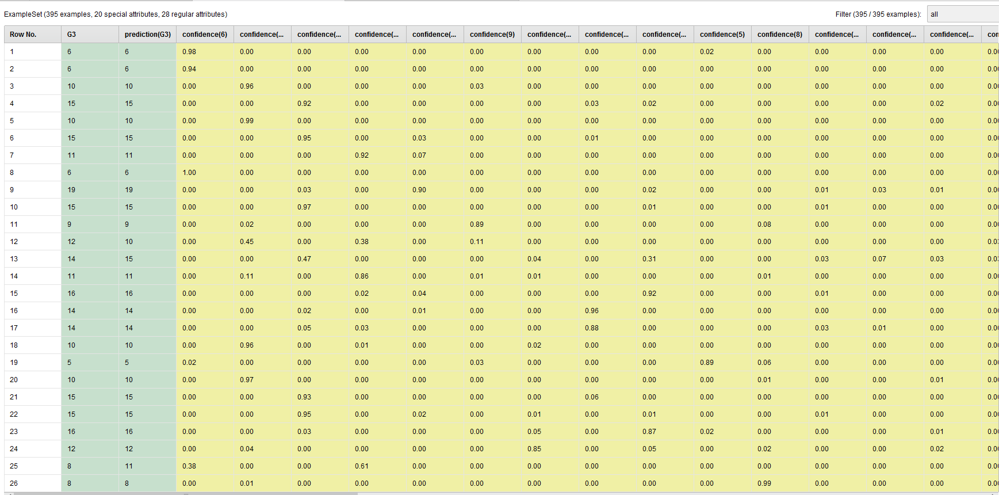 ExampleSet (395 examples, 20 special attributes, 28 regular attributes) Filter (395 / 395 examples): all
Row No. G3 prediction(G3) confidence(6) confidence(... confidence(... confidence(... confidence(... confidence(9) confidence(... confidence(... confidence(... confidence(5) confidence(8) confidence(... confidence(... confidence(... con
1 6 6 0.98 0.00 0.00 0.00 0.00 0.00 0.00 0.00 0.00 0.02 0.00 0.00 0.00 0.00 0.00
2 6 6 0.94 0.00 0.00 0.00 0.00 0.00 0.00 0.00 0.00 0.00 0.00 0.00 0.00 0.00 0.00
3 10 10 0.00 0.96 0.00 0.00 0.00 0.03 0.00 0.00 0.00 0.00 0.00 0.00 0.00 0.00 0.00
4 15 15 0.00 0.00 0.92 0.00 0.00 0.00 0.00 0.03 0.02 0.00 0.00 0.00 0.00 0.02 0.00
5 10 10 0.00 0.99 0.00 0.00 0.00 0.00 0.00 0.00 0.00 0.00 0.00 0.00 0.00 0.00 0.00
6 15 15 0.00 0.00 0.95 0.00 0.03 0.00 0.00 0.01 0.00 0.00 0.00 0.00 0.00 0.00 0.00
7 11 11 0.00 0.00 0.00 0.92 0.07 0.00 0.00 0.00 0.00 0.00 0.00 0.00 0.00 0.00 0.00
8 6 6 1.00 0.00 0.00 0.00 0.00 0.00 0.00 0.00 0.00 0.00 0.00 0.00 0.00 0.00 0.00
9 19 19 0.00 0.00 0.03 0.00 0.90 0.00 0.00 0.00 0.02 0.00 0.00 0.01 0.03 0.01 0.00
10 15 15 0.00 0.00 0.97 0.00 0.00 0.00 0.00 0.00 0.01 0.00 0.00 0.01 0.00 0.00 0.00
11 9 9 0.00 0.02 0.00 0.00 0.00 0.89 0.00 0.00 0.00 0.00 0.08 0.00 0.00 0.00 0.00
12 12 10 0.00 0.45 0.00 0.38 0.00 0.11 0.00 0.00 0.00 0.00 0.00 0.00 0.00 0.00 0.03
13 14 15 0.00 0.00 0.47 0.00 0.00 0.00 0.04 0.00 0.31 0.00 0.00 0.03 0.07 0.03 0.03
14 11 11 0.00 0.11 0.00 0.86 0.00 0.01 0.01 0.00 0.00 0.00 0.01 0.00 0.00 0.00 0.00
15 16 16 0.00 0.00 0.00 0.02 0.04 0.00 0.00 0.00 0.92 0.00 0.00 0.01 0.00 0.00 0.00
16 14 14 0.00 0.00 0.02 0.00 0.01 0.00 0.00 0.96 0.00 0.00 0.00 0.00 0.00 0.00 0.00
17 14 14 0.00 0.00 0.05 0.03 0.00 0.00 0.00 0.88 0.00 0.00 0.00 0.03 0.01 0.00 0.00
18 10 10 0.00 0.96 0.00 0.01 0.00 0.00 0.02 0.00 0.00 0.00 0.00 0.00 0.00 0.00 0.00
19 5 5 0.02 0.00 0.00 0.00 0.00 0.03 0.00 0.00 0.00 0.89 0.06 0.00 0.00 0.00 0.00
20 10 10 0.00 0.97 0.00 0.00 0.00 0.00 0.00 0.00 0.00 0.00 0.01 0.00 0.00 0.01 0.00
21 15 15 0.00 0.00 0.93 0.00 0.00 0.00 0.00 0.06 0.00 0.00 0.00 0.00 0.00 0.00 0.00
22 15 15 0.00 0.00 0.95 0.00 0.02 0.00 0.01 0.00 0.01 0.00 0.00 0.01 0.00 0.00 0.00
23 16 16 0.00 0.00 0.03 0.00 0.00 0.00 0.05 0.00 0.87 0.02 0.00 0.00 0.00 0.01 0.00
24 12 12 0.00 0.04 0.00 0.00 0.00 0.00 0.85 0.00 0.05 0.00 0.02 0.00 0.00 0.02 0.00
25 8 11 0.38 0.00 0.00 0.61 0.00 0.00 0.00 0.00 0.00 0.00 0.00 0.00 0.00 0.00 0.00
26 8 8 0.00 0.01 0.00 0.00 0.00 0.00 0.00 0.00 0.00 0.00 0.99 0.00 0.00 0.00 0.00